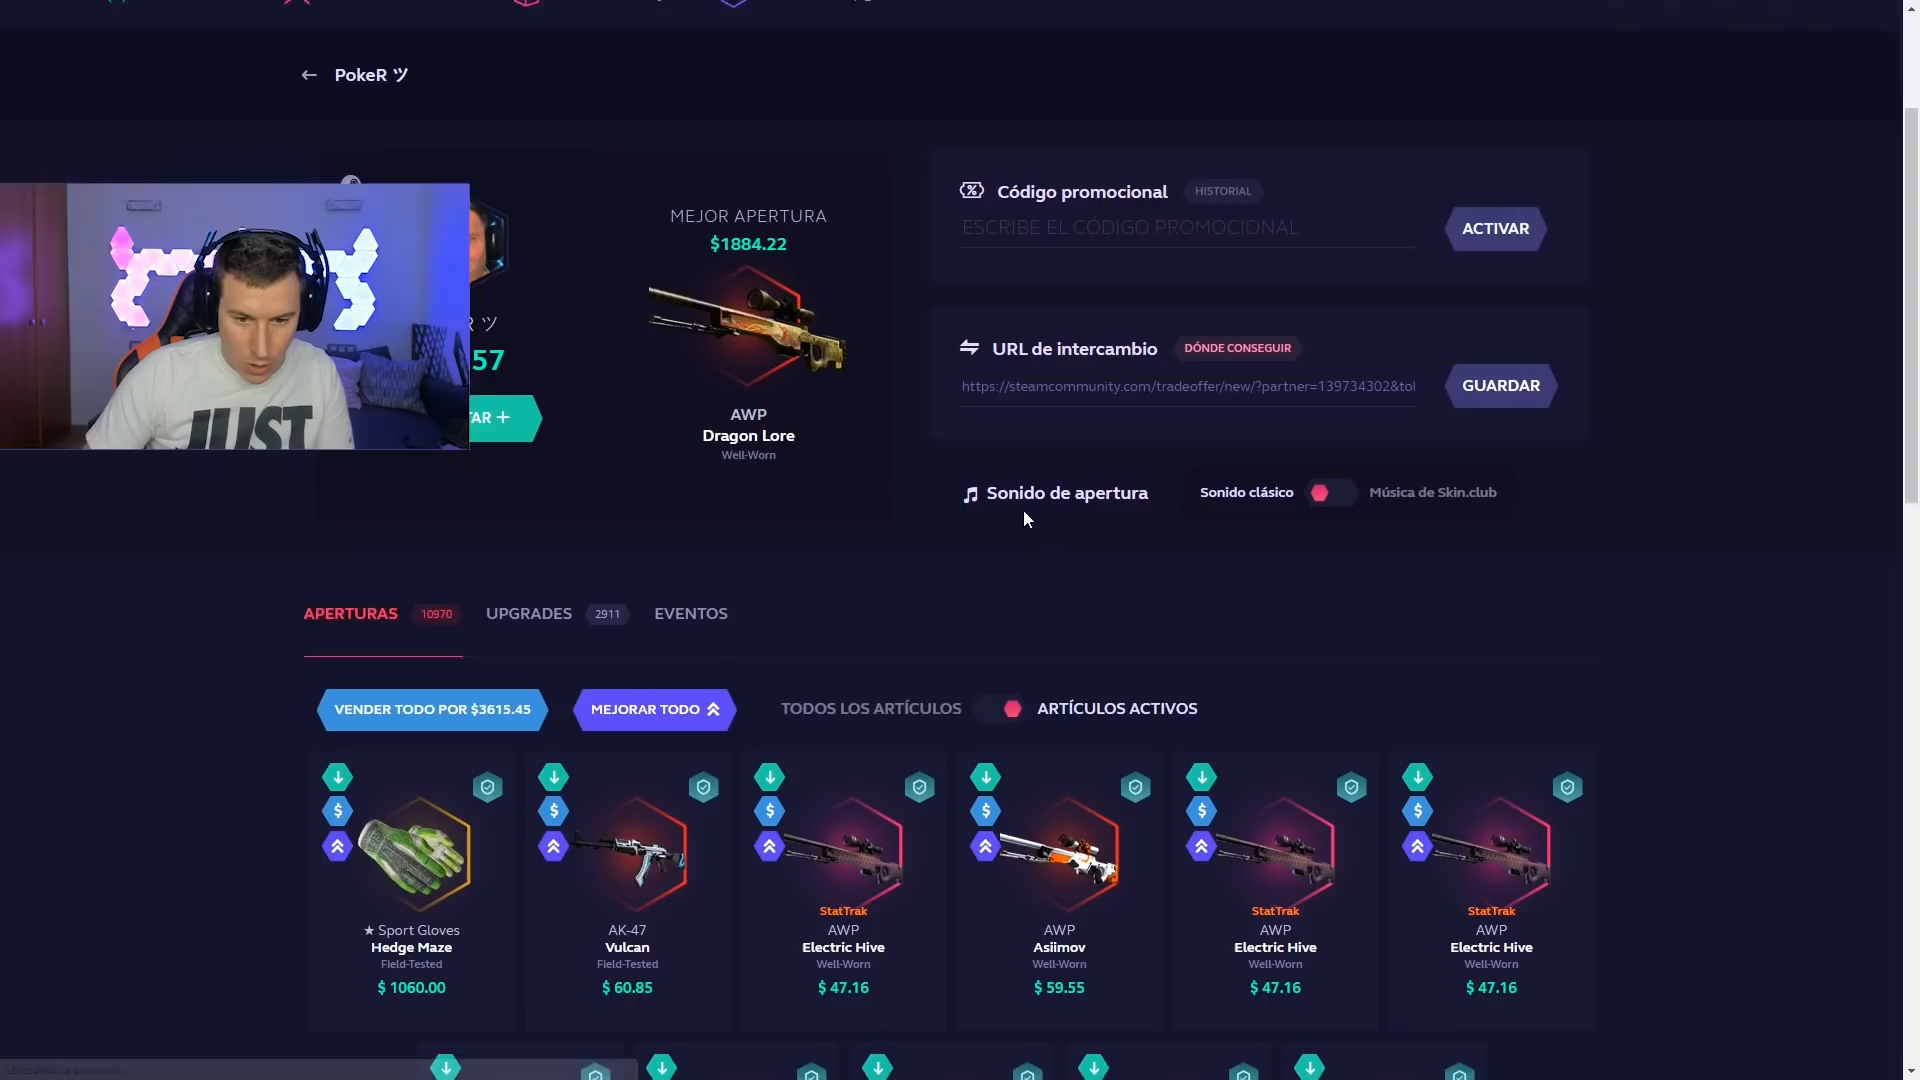 PokeR ツ
MEJOR APERTURA
$1884.22
AWP
Dragon Lore
Well-Worn
R ツ
57
TAR +
JUST
Código promocional
HISTORIAL
ESCRIBE EL CÓDIGO PROMOCIONAL
ACTIVAR
URL de intercambio
DÓNDE CONSEGUIR
https://steamcommunity.com/tradeoffer/new/?partner=139734302&tol
GUARDAR
Sonido de apertura
Sonido clásico
Música de Skin.club
APERTURAS 10970 UPGRADES 2911 EVENTOS
VENDER TODO POR $3615.45
MEJORAR TODO
TODOS LOS ARTÍCULOS
ARTÍCULOS ACTIVOS
★ Sport Gloves
Hedge Maze
Field-Tested
$ 1060.00
AK-47
Vulcan
Field-Tested
$ 60.85
StatTrak
AWP
Electric Hive
Well-Worn
$ 47.16
AWP
Asiimov
Well-Worn
$ 59.55
StatTrak
AWP
Electric Hive
Well-Worn
$ 47.16
StatTrak
AWP
Electric Hive
Well-Worn
$ 47.16